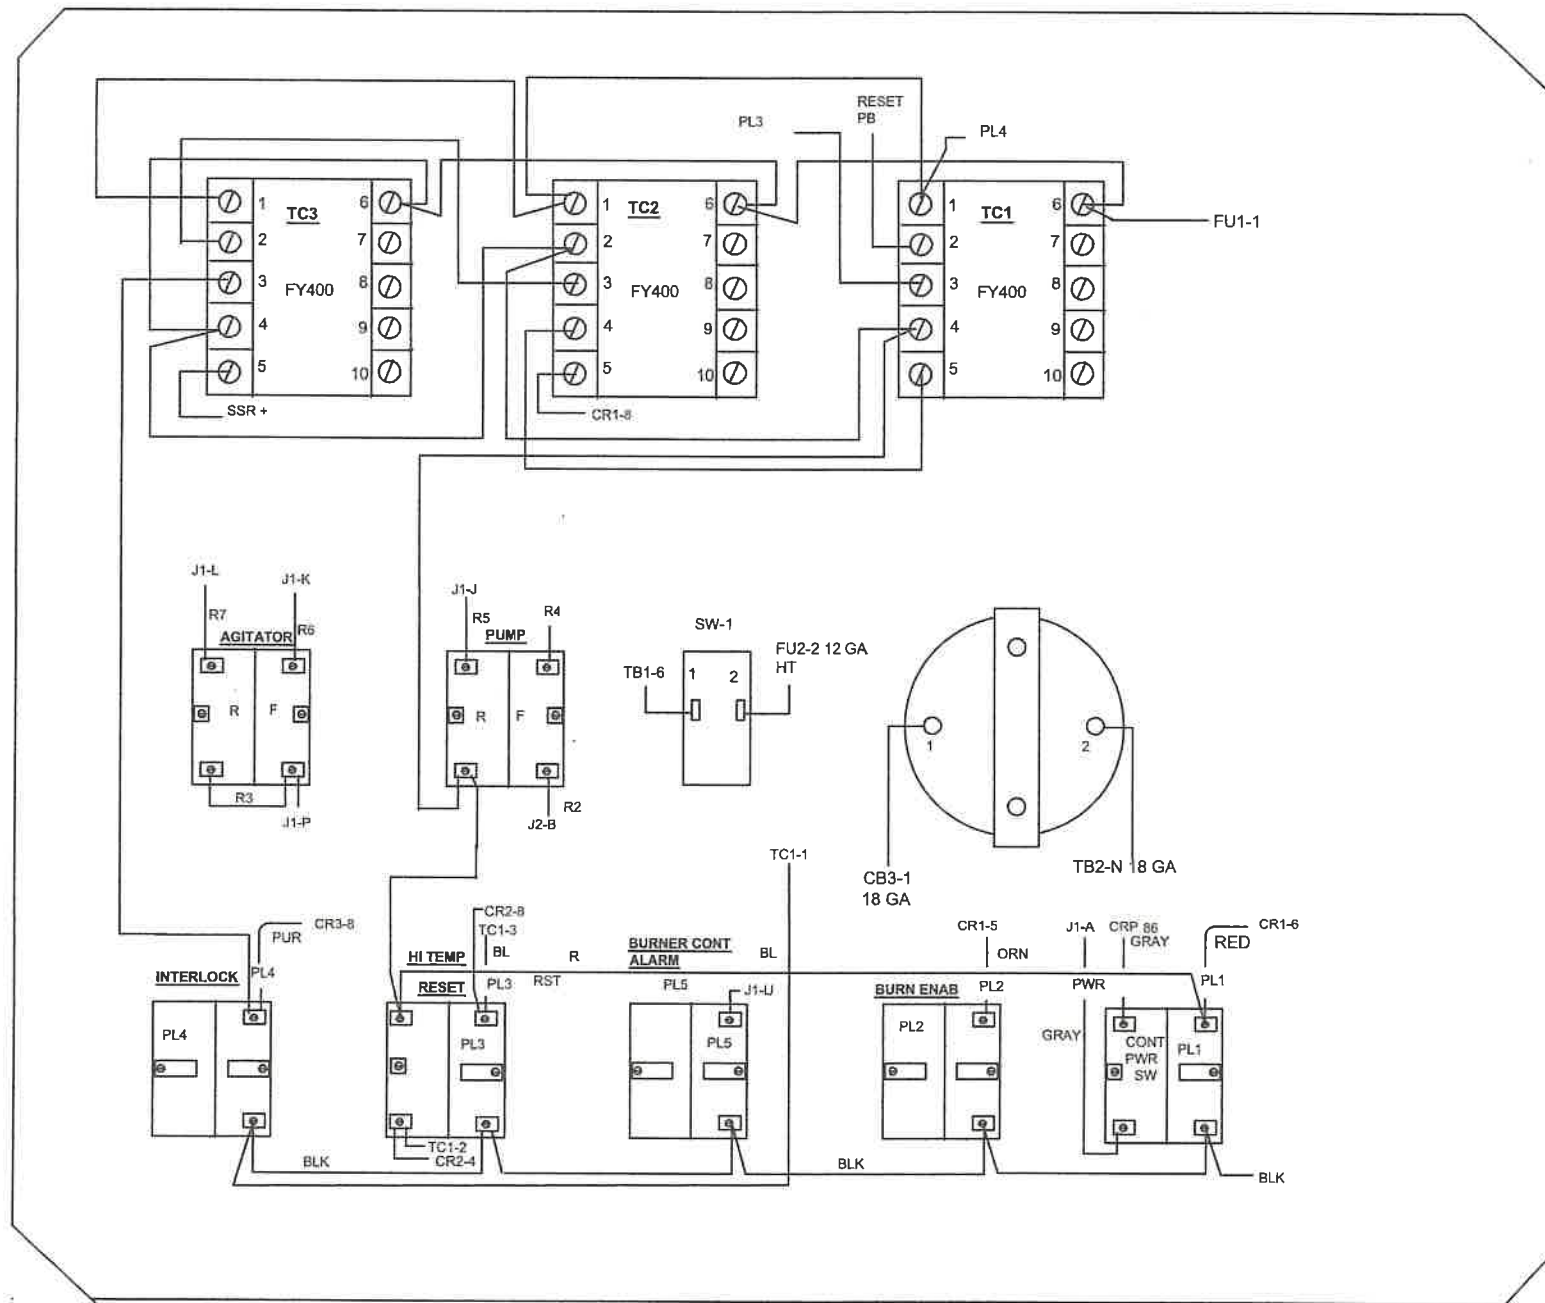 RESET
PB
PL3
PL4
1
TC3
6
2
7
3
FY400
8
4
9
5
10
SSR +
1
TC2
6
2
7
3
FY400
8
4
9
5
10
CR1-8
1
TC1
6
2
7
3
FY400
8
4
9
5
10
FU1-1
J1-L
J1-K
R7
R6
AGITATOR
R
F
R3
J1-P
J1-J
R5
R4
PUMP
R
F
R2
J2-B
SW-1
TB1-6
1
2
FU2-2 12 GA
HT
1
2
CB3-1
18 GA
TB2-N 18 GA
TC1-1
CR3-8
PUR
INTERLOCK
PL4
PL4
CR2-8
TC1-3
HI TEMP
BL
RESET
PL3
RST
R
PL3
TC1-2
CR2-4
BLK
BURNER CONT
ALARM
BL
PL5
J1-U
PL5
BLK
CR1-5
ORN
BURN ENAB
PL2
PL2
J1-A
CRP 86
GRAY
CR1-6
RED
PWR
PL1
GRAY
CONT
PWR
SW
PL1
BLK